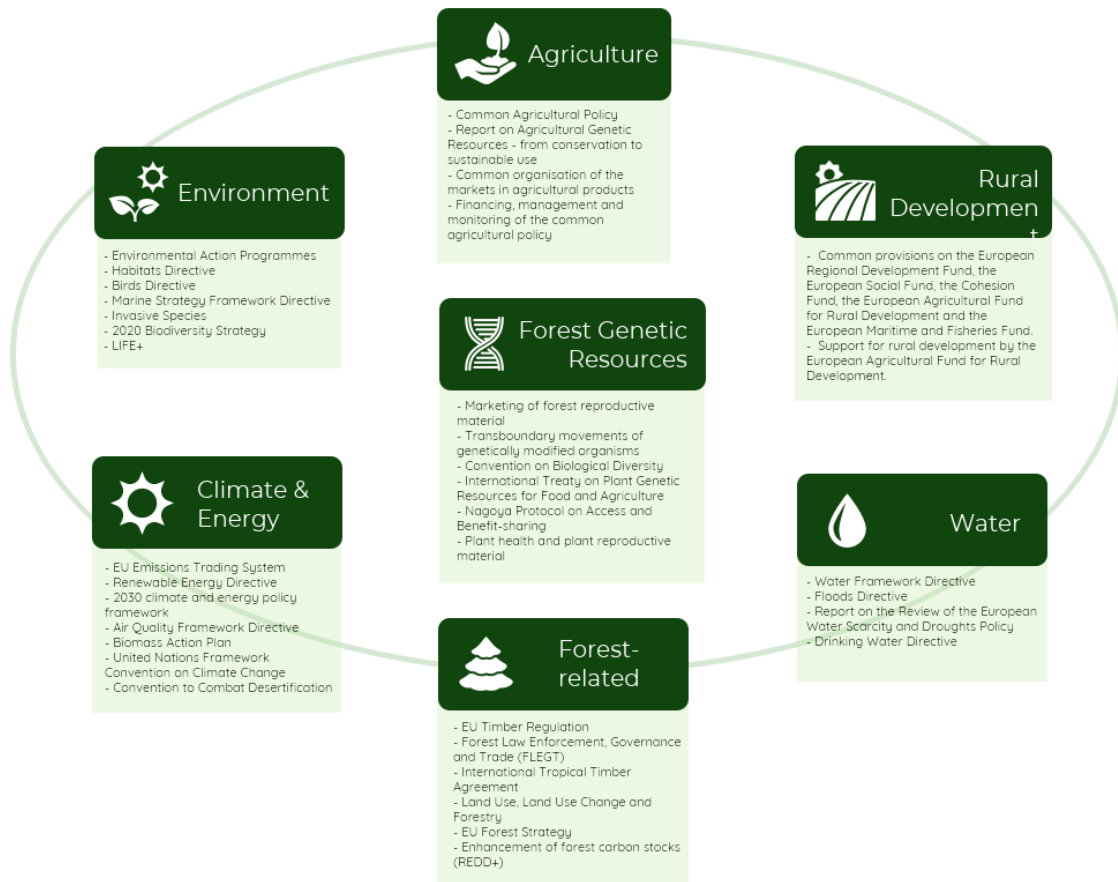 Agriculture
- Common Agricultural Policy
- Report on Agricultural Genetic
Resources - from conservation to
sustainable use
- Common organisation of the
markets in agricultural products
- Financing, management and
monitoring of the common
agricultural policy
Environment
- Environmental Action Programmes
- Habitats Directive
- Birds Directive
- Marine Strategy Framework Directive
- Invasive Species
- 2020 Biodiversity Strategy
- LIFE+
Rural
Developmen
t
- Common provisions on the European
Regional Development Fund, the
European Social Fund, the Cohesion
Fund, the European Agricultural Fund
for Rural Development and the
European Maritime and Fisheries Fund.
- Support for rural development by the
European Agricultural Fund for Rural
Development.
Forest Genetic
Resources
- Marketing of forest reproductive
material
- Transboundary movements of
genetically modified organisms
- Convention on Biological Diversity
- International Treaty on Plant Genetic
Resources for Food and Agriculture
- Nagoya Protocol on Access and
Benefit-sharing
- Plant health and plant reproductive
material
Climate &
Energy
- EU Emissions Trading System
- Renewable Energy Directive
- 2030 climate and energy policy
framework
- Air Quality Framework Directive
- Biomass Action Plan
- United Nations Framework
Convention on Climate Change
- Convention to Combat Desertification
Water
- Water Framework Directive
- Floods Directive
- Report on the Review of the European
Water Scarcity and Droughts Policy
- Drinking Water Directive
Forest-
related
- EU Timber Regulation
- Forest Law Enforcement, Governance
and Trade (FLEGT)
- International Tropical Timber
Agreement
- Land Use, Land Use Change and
Forestry
- EU Forest Strategy
- Enhancement of forest carbon stocks
(REDD+)